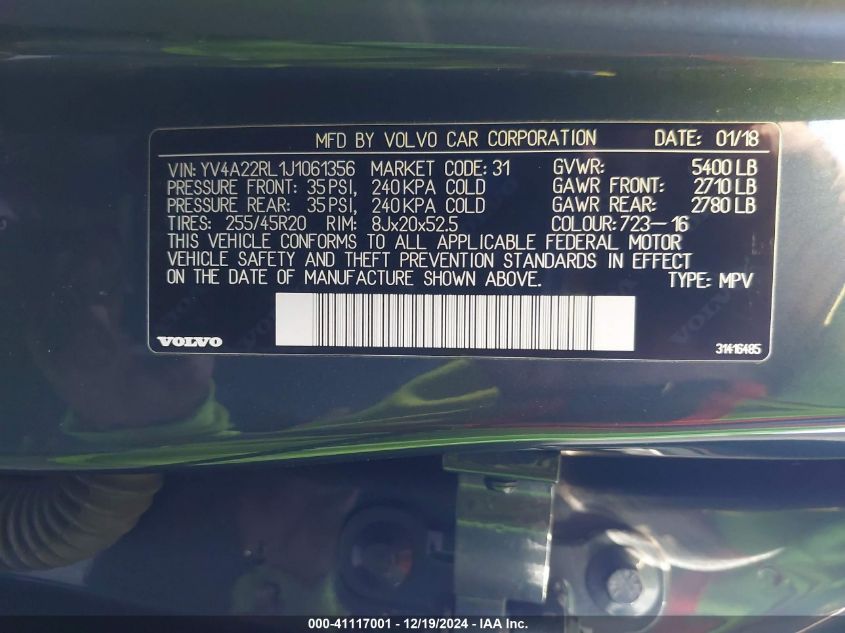 MFD BY VOLVO CAR CORPORATION DATE: 01/18
VIN: YV4A22RL1J1061356 MARKET CODE: 31 GVWR: 5400 LB
PRESSURE FRONT: 35 PSI, 240 KPA COLD GAWR FRONT: 2710 LB
PRESSURE REAR: 35 PSI, 240 KPA COLD GAWR REAR: 2780 LB
TIRES: 255/45R20 RIM: 8Jx20x52.5 COLOUR: 723-16
THIS VEHICLE CONFORMS TO ALL APPLICABLE FEDERAL MOTOR
VEHICLE SAFETY AND THEFT PREVENTION STANDARDS IN EFFECT
ON THE DATE OF MANUFACTURE SHOWN ABOVE. TYPE: MPV
VOLVO 31416485
000-41117001 - 12/19/2024 - IAA Inc.